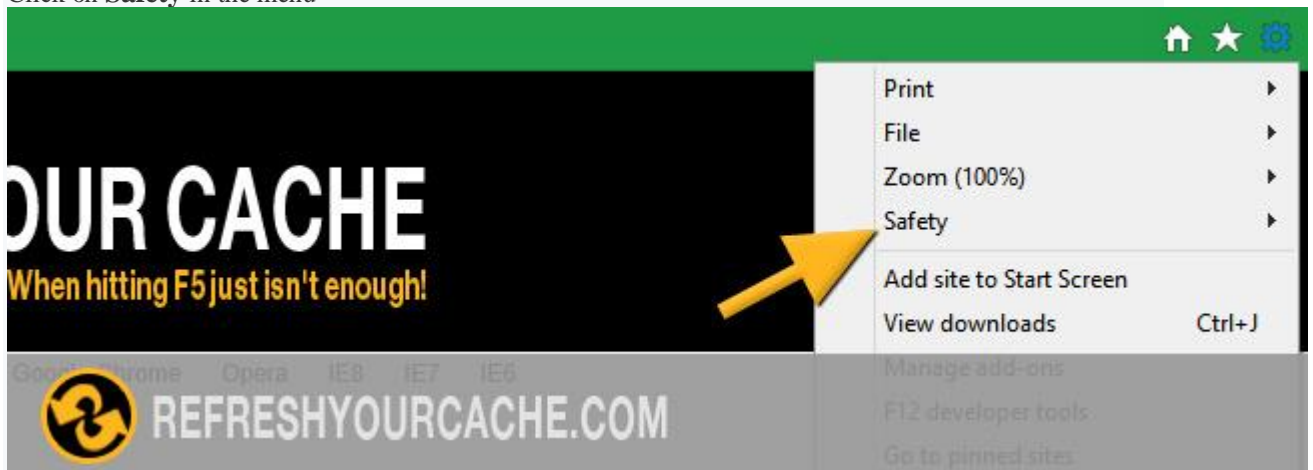 Click on Safety in the menu
Print
File
Zoom (100%)
Safety
Add site to Start Screen
View downloads Ctrl+J
Manage add-ons
F12 developer tools
Go to pinned sites
OUR CACHE
When hitting F5 just isn't enough!
Google Chrome Opera IE8 IE7 IE6
REFRESHYOURCACHE.COM